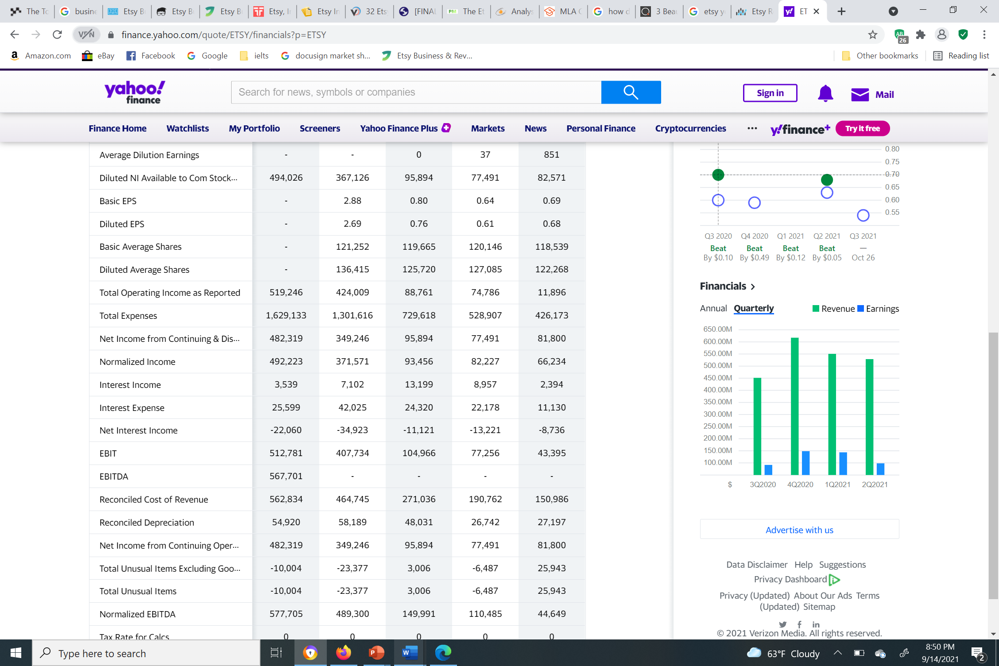 The To
busine
Etsy B
Etsy B
Etsy B
Etsy, I
Etsy In
32 Ets
[FINAL
PM The Et
Analys
MLA C
how d
3 Beau
etsy y
Etsy R
y! ET
VPN finance.yahoo.com/quote/ETSY/financials?p=ETSY
AB 26
Amazon.com eBay Facebook Google ielts docusign market sh... Etsy Business & Rev... Other bookmarks Reading list
yahoo! finance
Search for news, symbols or companies
Sign in
Mail
Finance Home Watchlists My Portfolio Screeners Yahoo Finance Plus Markets News Personal Finance Cryptocurrencies ··· y!finance+ Try it free
Average Dilution Earnings - - 0 37 851
Diluted NI Available to Com Stock... 494,026 367,126 95,894 77,491 82,571
Basic EPS - 2.88 0.80 0.64 0.69
Diluted EPS - 2.69 0.76 0.61 0.68
Basic Average Shares - 121,252 119,665 120,146 118,539
Diluted Average Shares - 136,415 125,720 127,085 122,268
Total Operating Income as Reported 519,246 424,009 88,761 74,786 11,896
Total Expenses 1,629,133 1,301,616 729,618 528,907 426,173
Net Income from Continuing & Dis... 482,319 349,246 95,894 77,491 81,800
Normalized Income 492,223 371,571 93,456 82,227 66,234
Interest Income 3,539 7,102 13,199 8,957 2,394
Interest Expense 25,599 42,025 24,320 22,178 11,130
Net Interest Income -22,060 -34,923 -11,121 -13,221 -8,736
EBIT 512,781 407,734 104,966 77,256 43,395
EBITDA 567,701 - - - -
Reconciled Cost of Revenue 562,834 464,745 271,036 190,762 150,986
Reconciled Depreciation 54,920 58,189 48,031 26,742 27,197
Net Income from Continuing Oper... 482,319 349,246 95,894 77,491 81,800
Total Unusual Items Excluding Goo... -10,004 -23,377 3,006 -6,487 25,943
Total Unusual Items -10,004 -23,377 3,006 -6,487 25,943
Normalized EBITDA 577,705 489,300 149,991 110,485 44,649
Tax Rate for Calcs 0 0 0 0 0
0.80
0.75
0.70
0.65
0.60
0.55
Q3 2020 Q4 2020 Q1 2021 Q2 2021 Q3 2021
Beat Beat Beat Beat —
By $0.10 By $0.49 By $0.12 By $0.05 Oct 26
Financials >
Annual Quarterly Revenue Earnings
650.00M
600.00M
550.00M
500.00M
450.00M
400.00M
350.00M
300.00M
250.00M
200.00M
150.00M
100.00M
$ 3Q2020 4Q2020 1Q2021 2Q2021
Advertise with us
Data Disclaimer Help Suggestions
Privacy Dashboard
Privacy (Updated) About Our Ads Terms
(Updated) Sitemap
© 2021 Verizon Media. All rights reserved.
Type here to search
63°F Cloudy
8:50 PM
9/14/2021
2